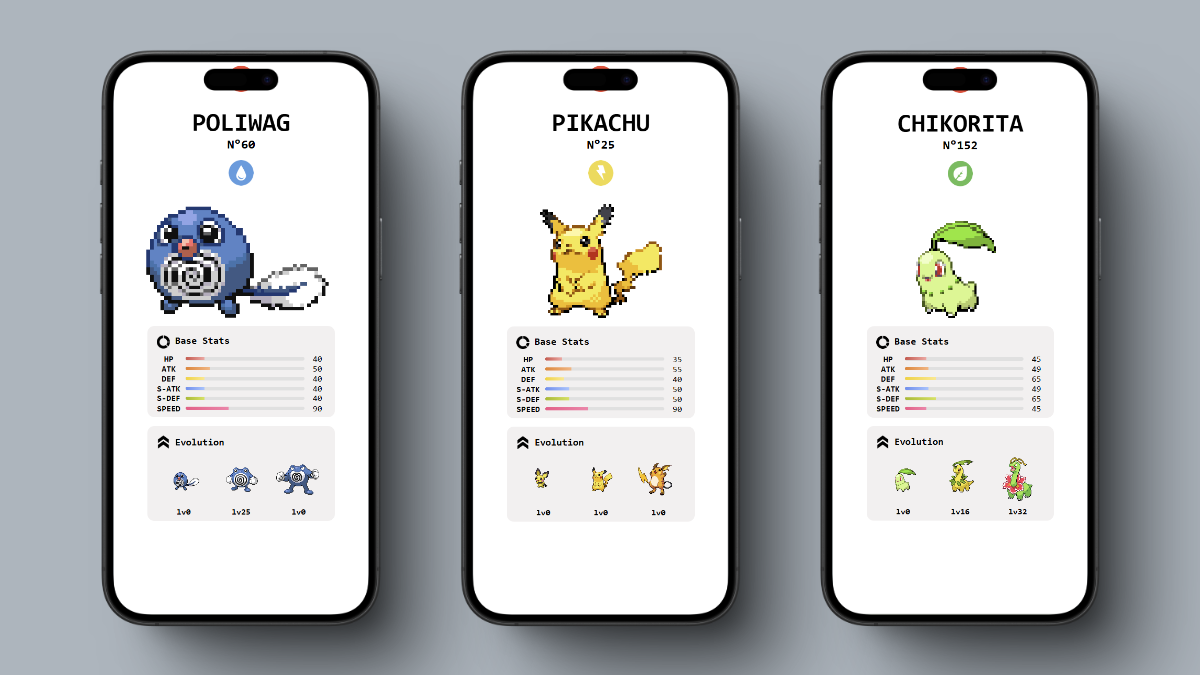 POLIWAG
N°60
Base Stats
HP 40
ATK 50
DEF 40
S-ATK 40
S-DEF 40
SPEED 90
Evolution
lv0 lv25 lv0
PIKACHU
N°25
Base Stats
HP 35
ATK 55
DEF 40
S-ATK 50
S-DEF 50
SPEED 90
Evolution
lv0 lv0 lv0
CHIKORITA
N°152
Base Stats
HP 45
ATK 49
DEF 65
S-ATK 49
S-DEF 65
SPEED 45
Evolution
lv0 lv16 lv32